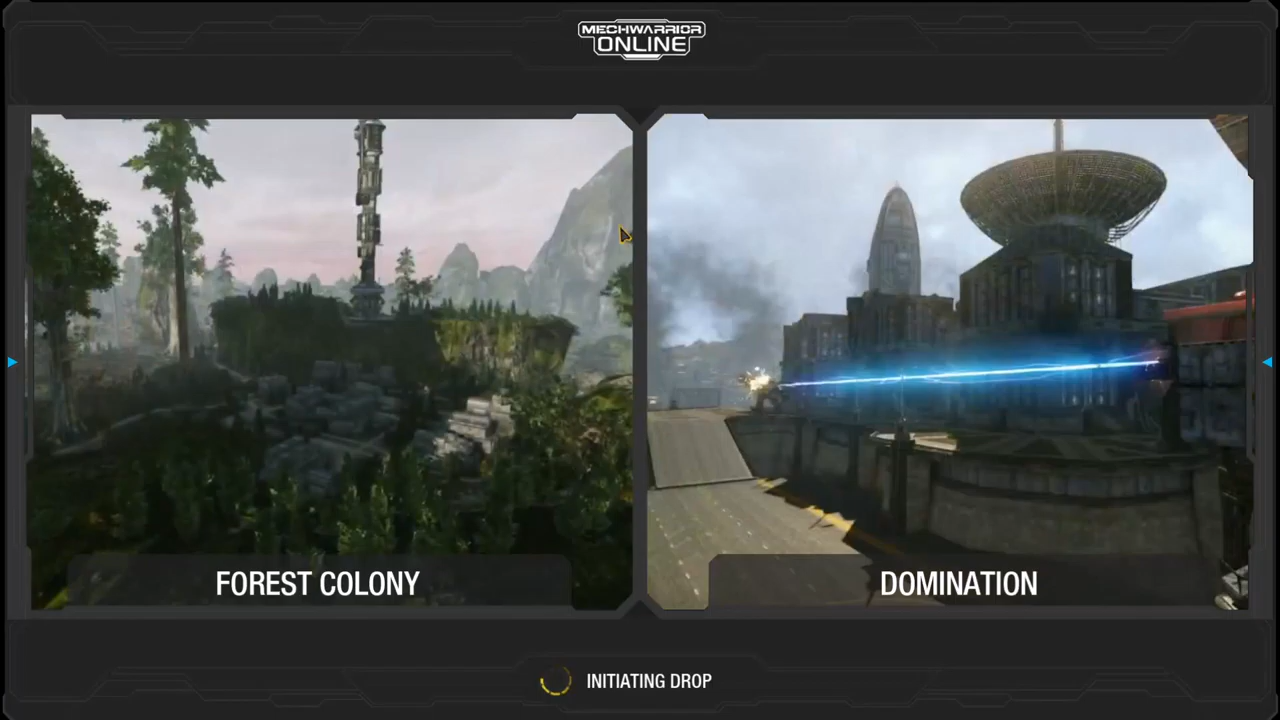 MECHWARRIOR
ONLINE
FOREST COLONY
DOMINATION
INITIATING DROP